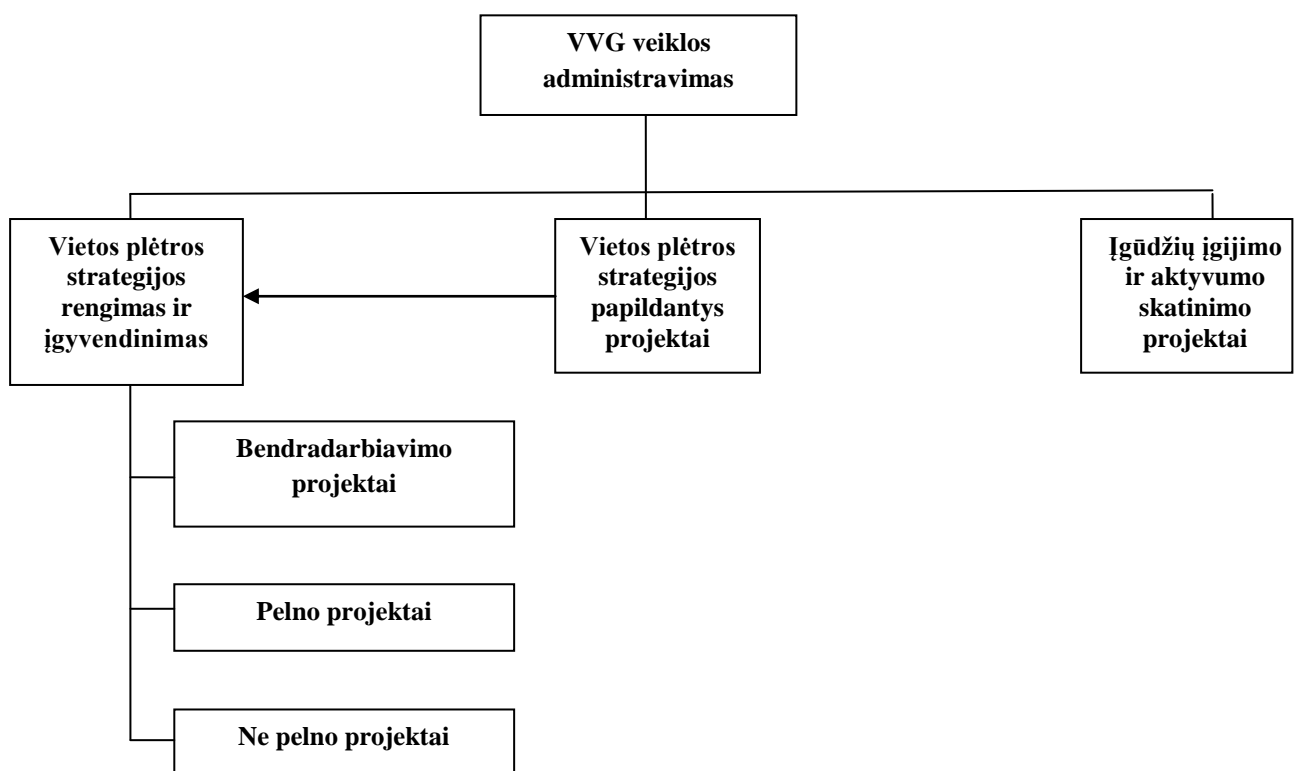 VVG veiklos
administravimas
Vietos plėtros
strategijos
rengimas ir
įgyvendinimas
Vietos plėtros
strategijos
papildantys
projektai
Įgūdžių įgijimo
ir aktyvumo
skatinimo
projektai
Bendradarbiavimo
projektai
Pelno projektai
Ne pelno projektai